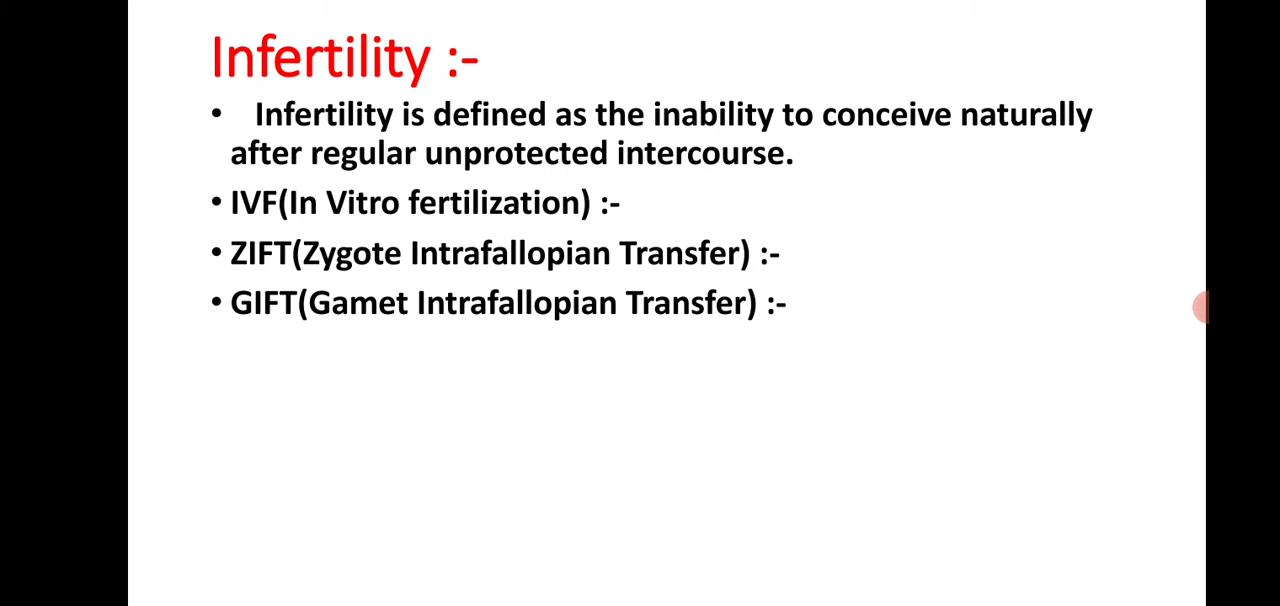 Infertility :-
• Infertility is defined as the inability to conceive naturally
after regular unprotected intercourse.
• IVF(In Vitro fertilization) :-
• ZIFT(Zygote Intrafallopian Transfer) :-
• GIFT(Gamet Intrafallopian Transfer) :-